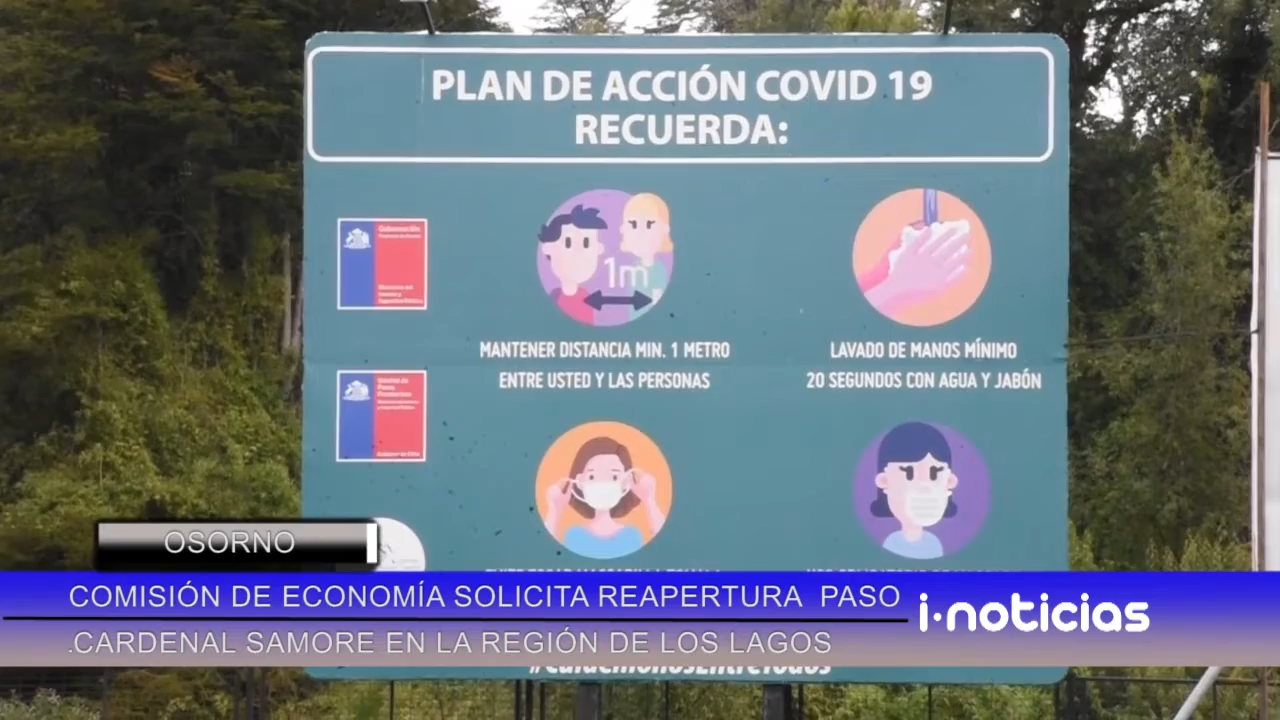 PLAN DE ACCIÓN COVID 19
RECUERDA:
Gobernación
1m
MANTENER DISTANCIA MIN. 1 METRO
ENTRE USTED Y LAS PERSONAS
LAVADO DE MANOS MÍNIMO
20 SEGUNDOS CON AGUA Y JABÓN
OSORNO
COMISIÓN DE ECONOMÍA SOLICITA REAPERTURA PASO
.CARDENAL SAMORE EN LA REGIÓN DE LOS LAGOS
i·noticias